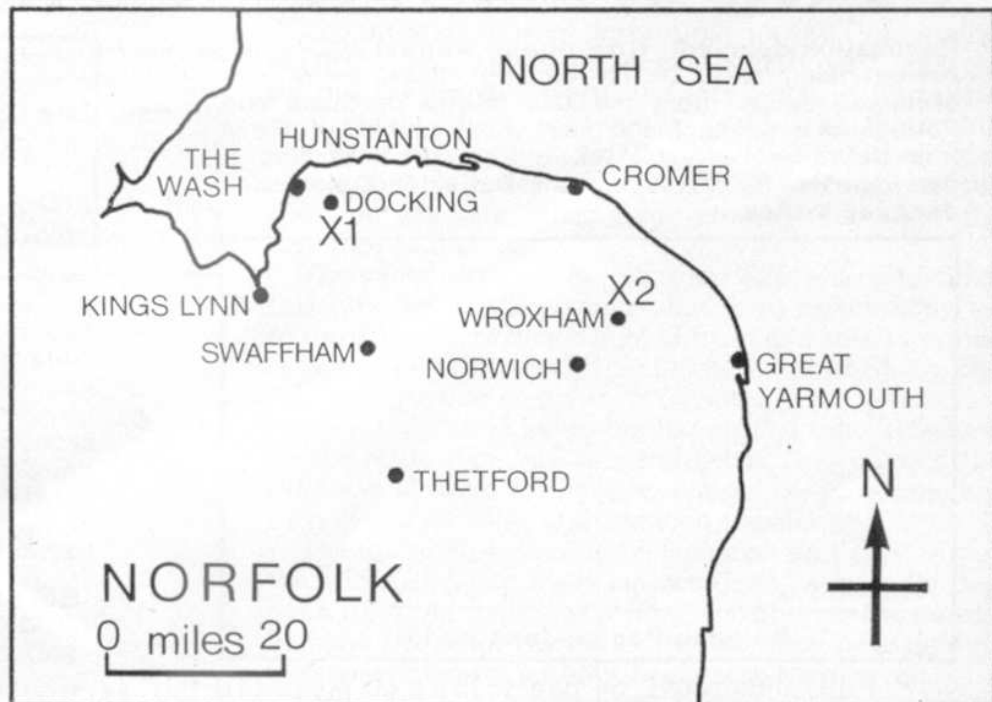 NORTH SEA
HUNSTANTON
THE
WASH
CROMER
DOCKING
X1
KINGS LYNN
X2
WROXHAM
SWAFFHAM
NORWICH
GREAT
YARMOUTH
THETFORD
N
NORFOLK
0 miles 20